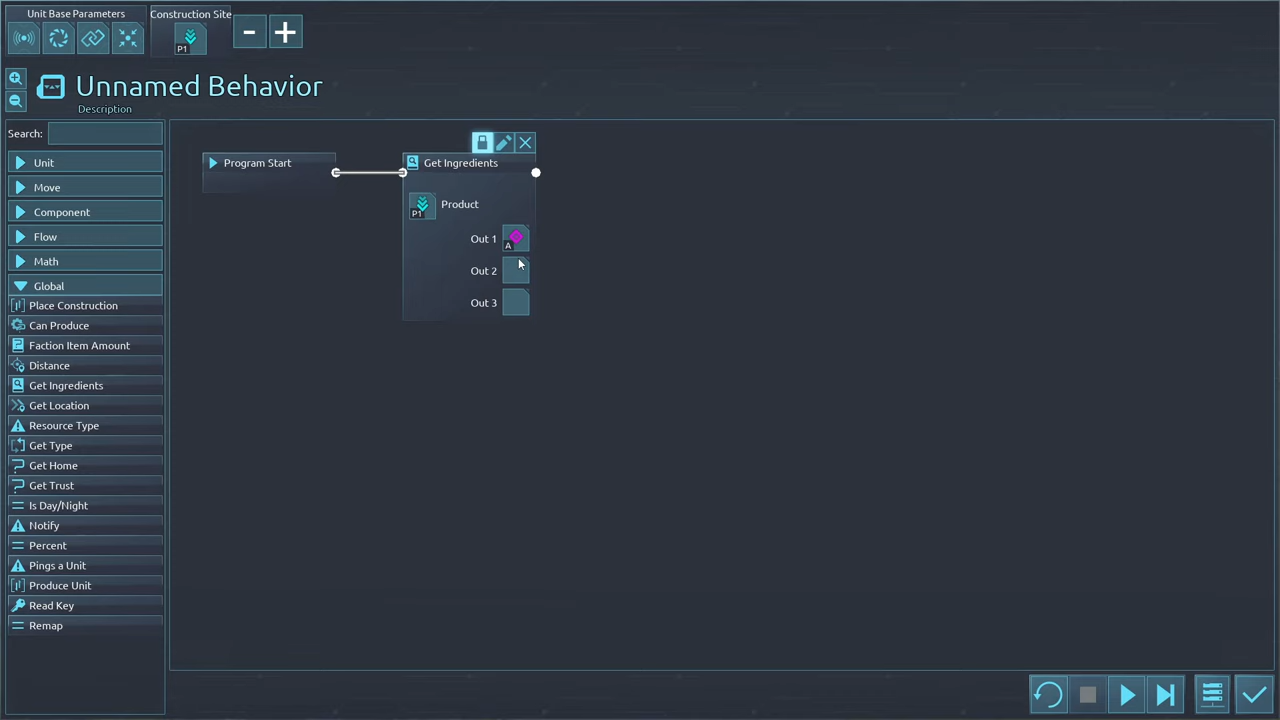 Unit Base Parameters
Construction Site
P1
- +
Unnamed Behavior
Description
Search:
Unit
Move
Component
Flow
Math
Global
Place Construction
Can Produce
Faction Item Amount
Distance
Get Ingredients
Get Location
Resource Type
Get Type
Get Home
Get Trust
Is Day/Night
Notify
Percent
Pings a Unit
Produce Unit
Read Key
Remap
Program Start
Get Ingredients
P1 Product
Out 1 A
Out 2
Out 3